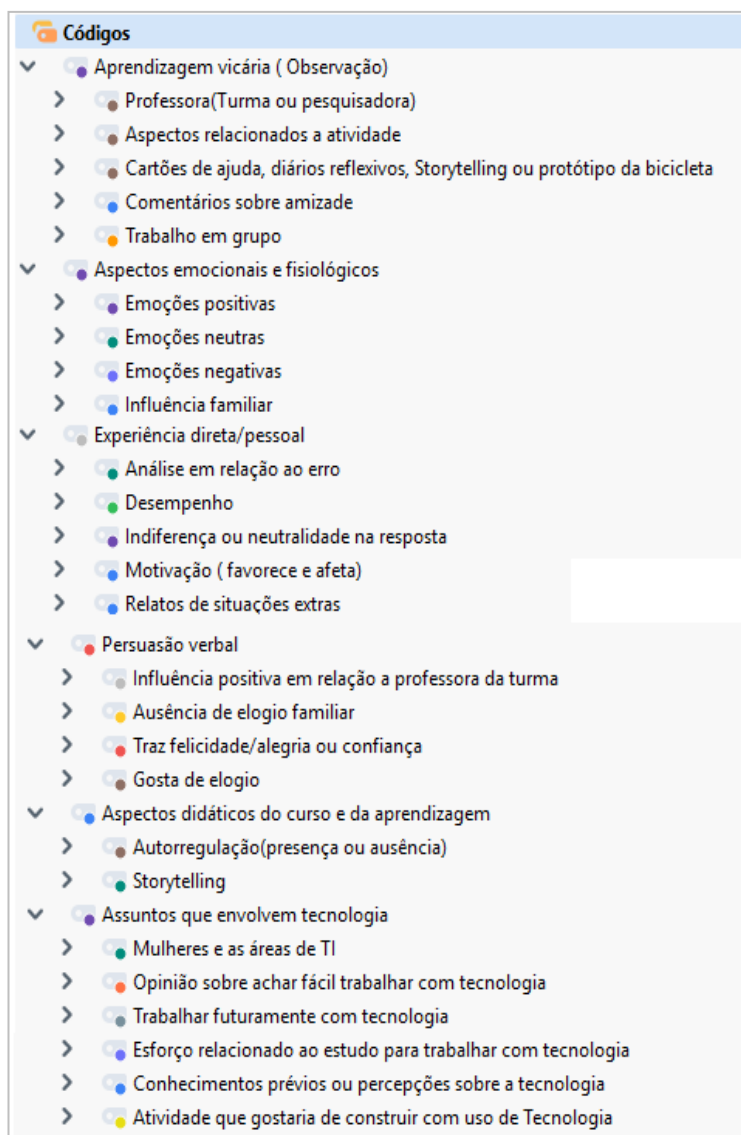 Códigos
Aprendizagem vicária ( Observação)
Professora(Turma ou pesquisadora)
Aspectos relacionados a atividade
Cartões de ajuda, diários reflexivos, Storytelling ou protótipo da bicicleta
Comentários sobre amizade
Trabalho em grupo
Aspectos emocionais e fisiológicos
Emoções positivas
Emoções neutras
Emoções negativas
Influência familiar
Experiência direta/pessoal
Análise em relação ao erro
Desempenho
Indiferença ou neutralidade na resposta
Motivação ( favorece e afeta)
Relatos de situações extras
Persuasão verbal
Influência positiva em relação a professora da turma
Ausência de elogio familiar
Traz felicidade/alegria ou confiança
Gosta de elogio
Aspectos didáticos do curso e da aprendizagem
Autorregulação(presença ou ausência)
Storytelling
Assuntos que envolvem tecnologia
Mulheres e as áreas de TI
Opinião sobre achar fácil trabalhar com tecnologia
Trabalhar futuramente com tecnologia
Esforço relacionado ao estudo para trabalhar com tecnologia
Conhecimentos prévios ou percepções sobre a tecnologia
Atividade que gostaria de construir com uso de Tecnologia